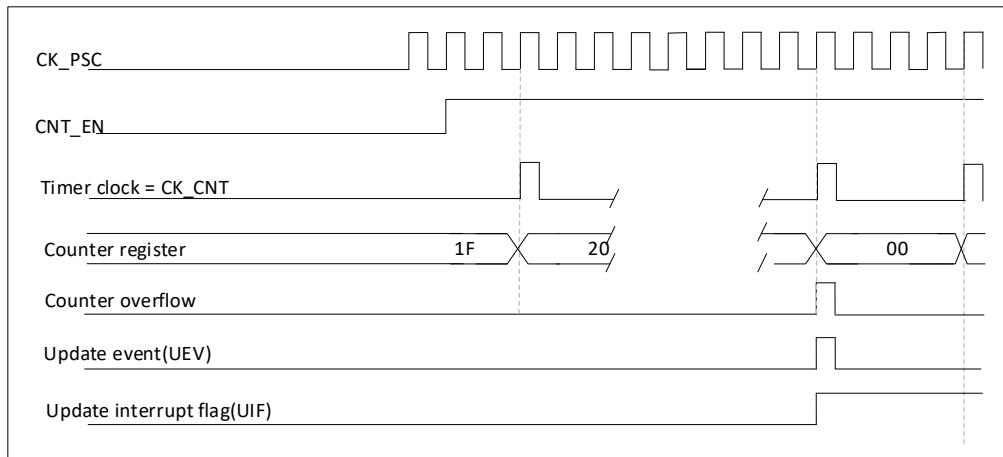 CK_PSC
CNT_EN
Timer clock = CK_CNT
Counter register 1F 20 00
Counter overflow
Update event(UEV)
Update interrupt flag(UIF)